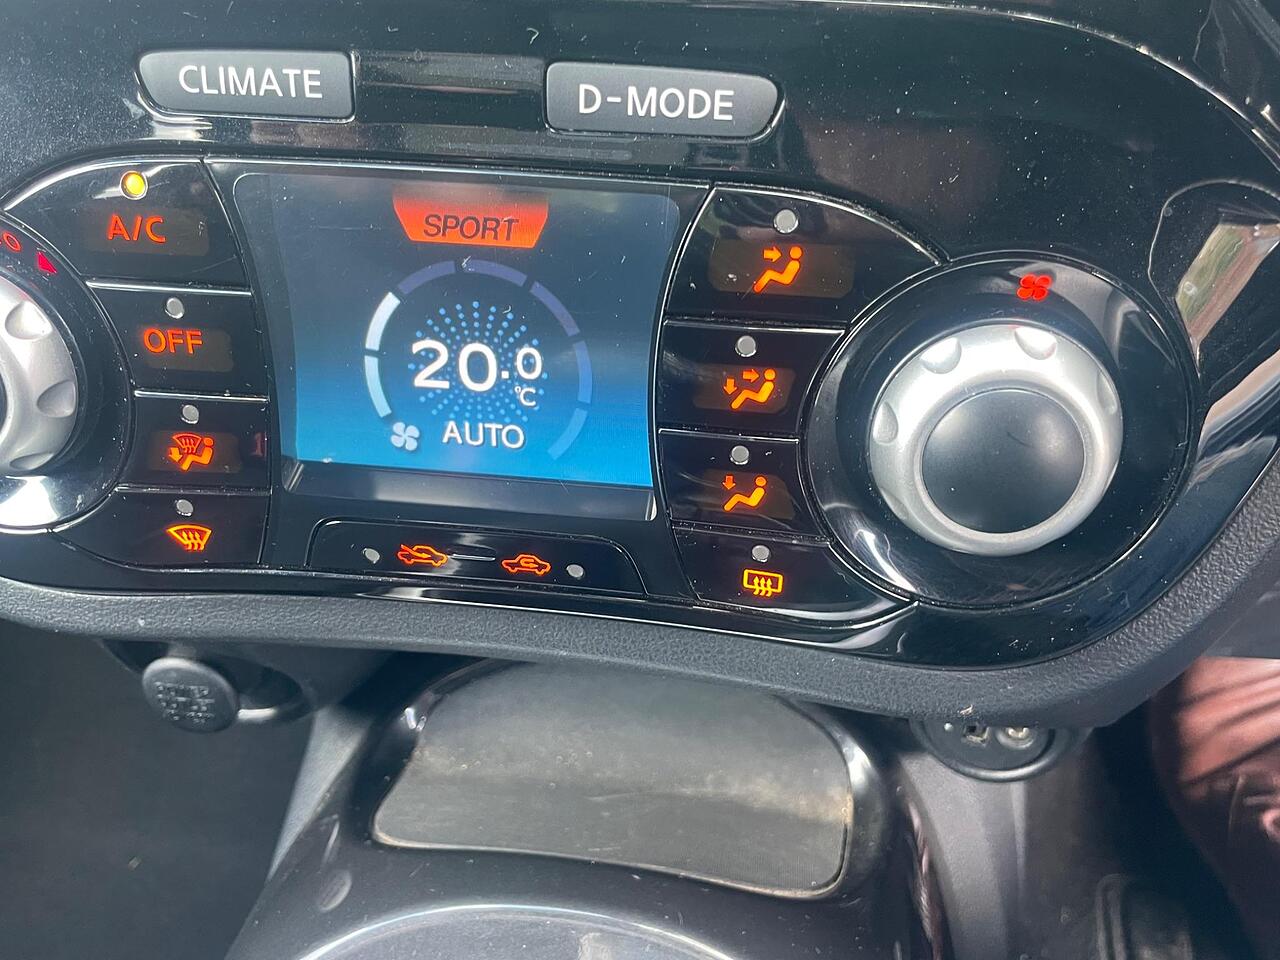 CLIMATE
D-MODE
A/C
SPORT
OFF
20.0
°C
AUTO